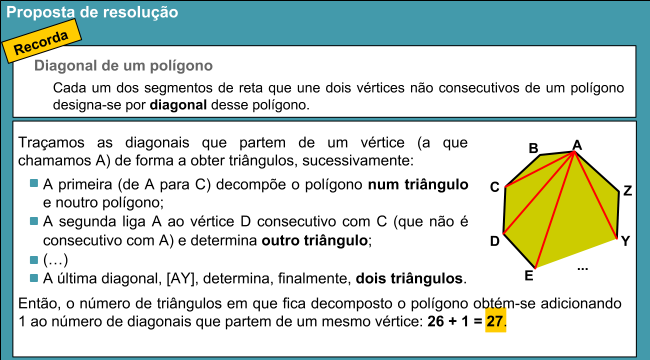 Proposta de resolução
Recorda
Diagonal de um polígono
Cada um dos segmentos de reta que une dois vértices não consecutivos de um polígono
designa-se por diagonal desse polígono.
Traçamos as diagonais que partem de um vértice (a que
chamamos A) de forma a obter triângulos, sucessivamente:
A primeira (de A para C) decompõe o polígono num triângulo
e noutro polígono;
A segunda liga A ao vértice D consecutivo com C (que não é
consecutivo com A) e determina outro triângulo;
(…)
A última diagonal, [AY], determina, finalmente, dois triângulos.
B
A
C
Z
D
Y
E
...
Então, o número de triângulos em que fica decomposto o polígono obtém-se adicionando
1 ao número de diagonais que partem de um mesmo vértice: 26 + 1 = 27.